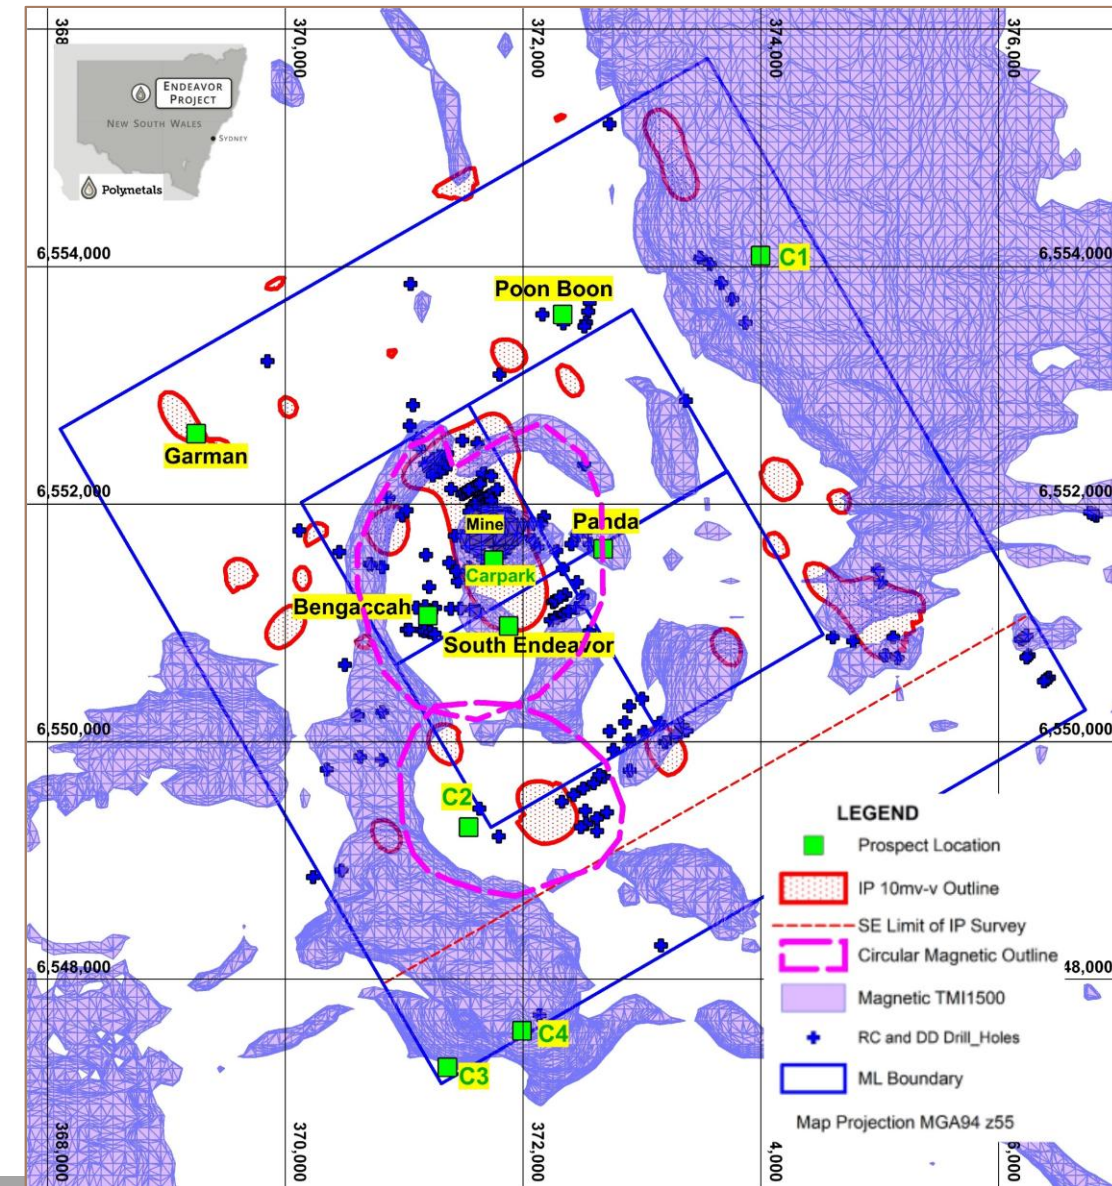 368
370,000
372,000
374,000
376,000
ENDEAVOR
PROJECT
NEW SOUTH WALES
SYDNEY
Polymetals
6,554,000
6,554,000
C1
Poon Boon
Garman
6,552,000
6,552,000
Mine
Panda
Carpark
Bengaccah
South Endeavor
6,550,000
6,550,000
C2
LEGEND
Prospect Location
IP 10mv-v Outline
SE Limit of IP Survey
Circular Magnetic Outline
6,548,000
48,000
Magnetic TMI1500
RC and DD Drill_Holes
C4
C3
ML Boundary
Map Projection MGA94 z55
368,000
370,000
372,000
4,000
6,000